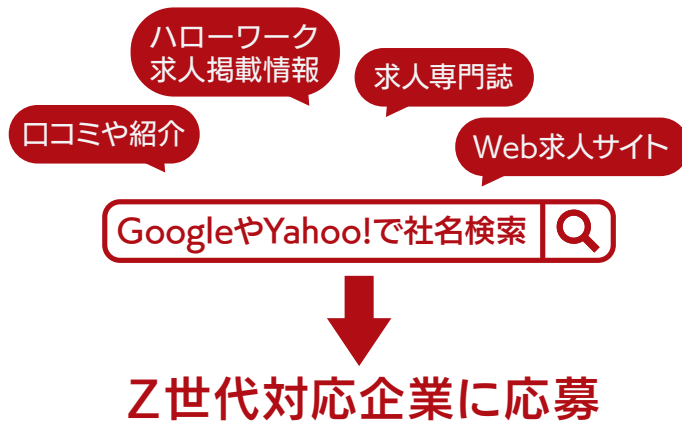 ハローワーク
求人掲載情報
求人専門誌
口コミや紹介
Web求人サイト
GoogleやYahoo!で社名検索
Z世代対応企業に応募